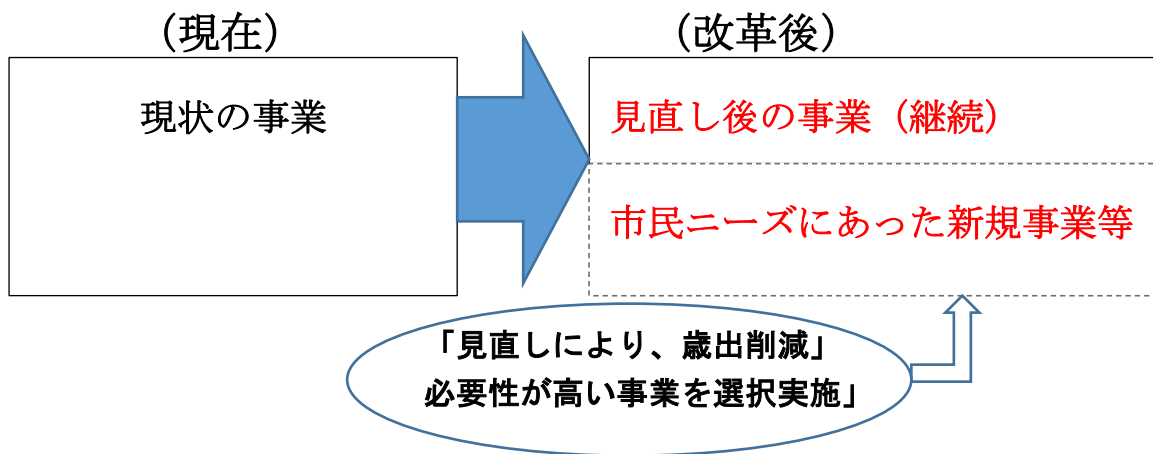 （現在）
（改革後）
現状の事業
見直し後の事業（継続）
市民ニーズにあった新規事業等
「見直しにより、歳出削減」
必要性が高い事業を選択実施」